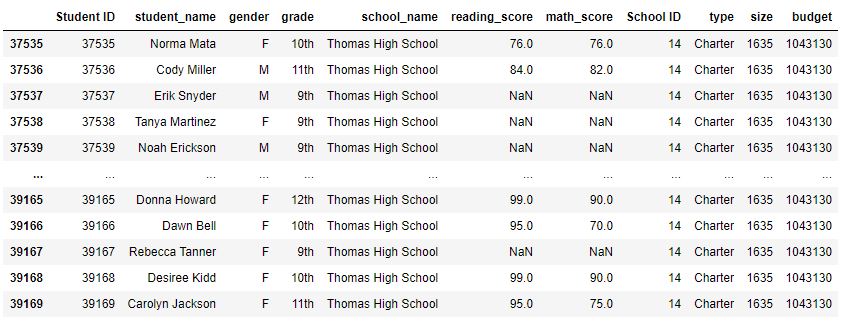 Student ID student_name gender grade school_name reading_score math_score School ID type size budget
37535 37535 Norma Mata F 10th Thomas High School 76.0 76.0 14 Charter 1635 1043130
37536 37536 Cody Miller M 11th Thomas High School 84.0 82.0 14 Charter 1635 1043130
37537 37537 Erik Snyder M 9th Thomas High School NaN NaN 14 Charter 1635 1043130
37538 37538 Tanya Martinez F 9th Thomas High School NaN NaN 14 Charter 1635 1043130
37539 37539 Noah Erickson M 9th Thomas High School NaN NaN 14 Charter 1635 1043130
... ... ... ... ... ... ... ... ... ... ... ...
39165 39165 Donna Howard F 12th Thomas High School 99.0 90.0 14 Charter 1635 1043130
39166 39166 Dawn Bell F 10th Thomas High School 95.0 70.0 14 Charter 1635 1043130
39167 39167 Rebecca Tanner F 9th Thomas High School NaN NaN 14 Charter 1635 1043130
39168 39168 Desiree Kidd F 10th Thomas High School 99.0 90.0 14 Charter 1635 1043130
39169 39169 Carolyn Jackson F 11th Thomas High School 95.0 75.0 14 Charter 1635 1043130